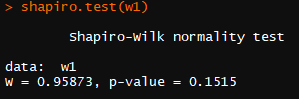 > shapiro.test(w1)
Shapiro-Wilk normality test
data:  w1
W = 0.95873, p-value = 0.1515